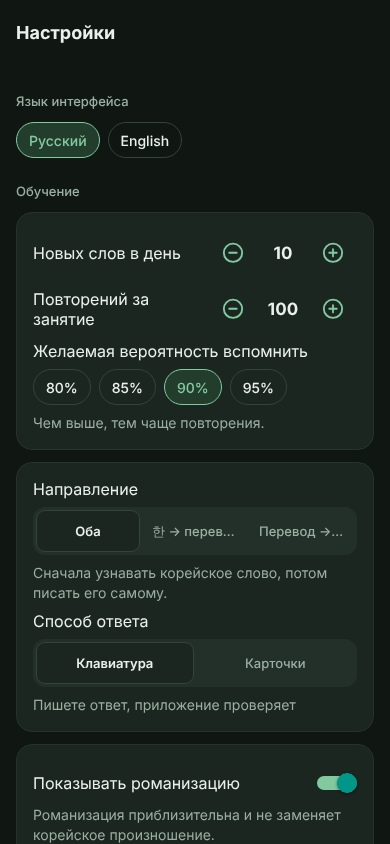 Настройки
Язык интерфейса
Русский English
Обучение
Новых слов в день 10
Повторений за
занятие 100
Желаемая вероятность вспомнить
80% 85% 90% 95%
Чем выше, тем чаще повторения.
Направление
Оба 한 → перев… Перевод →…
Сначала узнавать корейское слово, потом
писать его самому.
Способ ответа
Клавиатура Карточки
Пишете ответ, приложение проверяет
Показывать романизацию
Романизация приблизительна и не заменяет
корейское произношение.